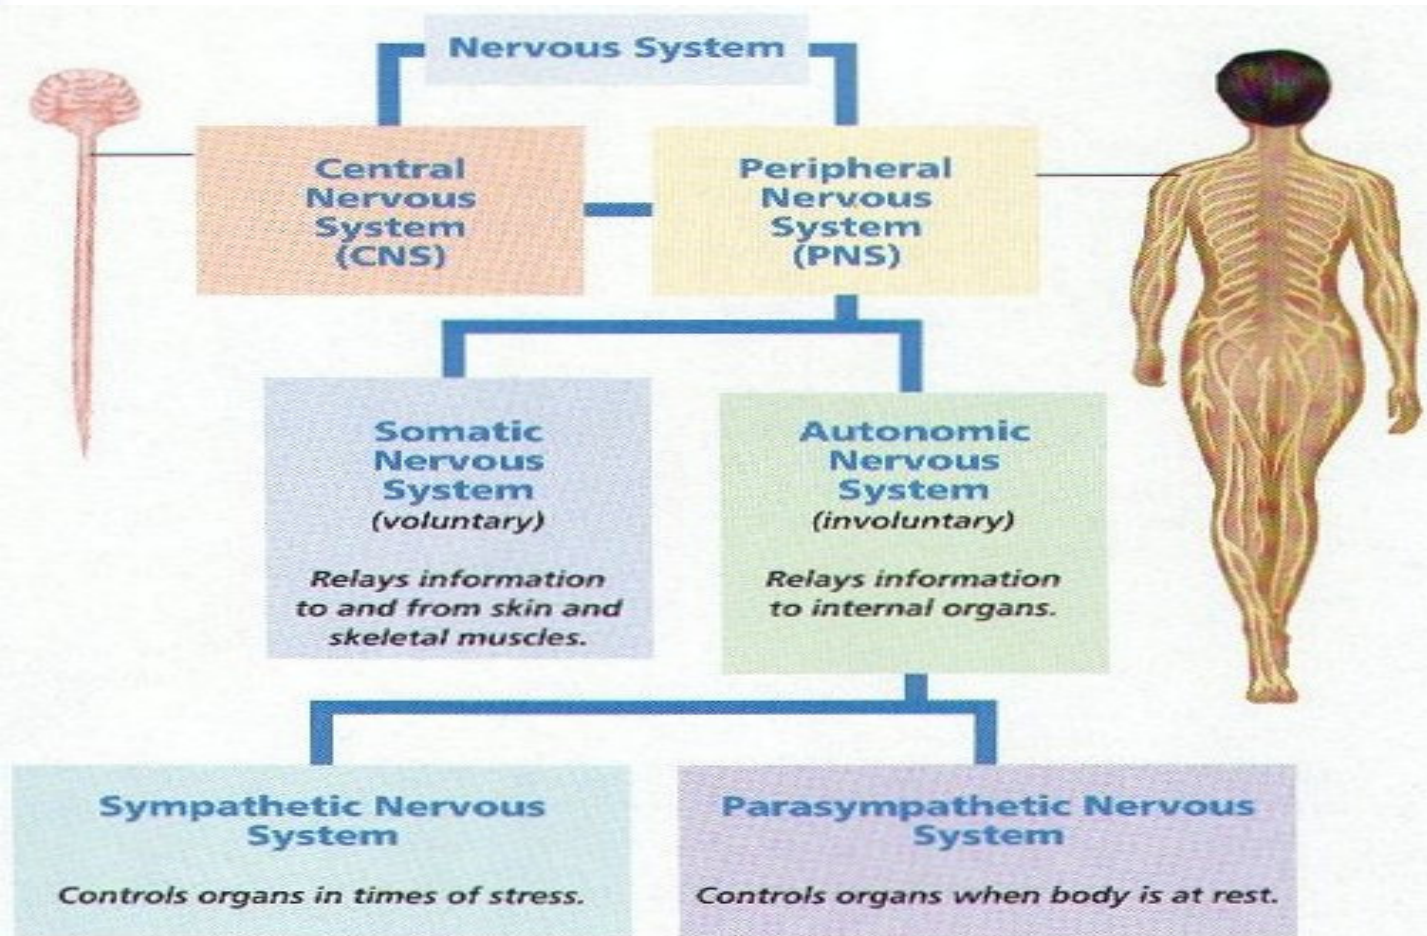 Nervous System
Central
Nervous
System
(CNS)
Peripheral
Nervous
System
(PNS)
Somatic
Nervous
System
(voluntary)
Relays information
to and from skin and
skeletal muscles.
Autonomic
Nervous
System
(involuntary)
Relays information
to internal organs.
Sympathetic Nervous
System
Controls organs in times of stress.
Parasympathetic Nervous
System
Controls organs when body is at rest.